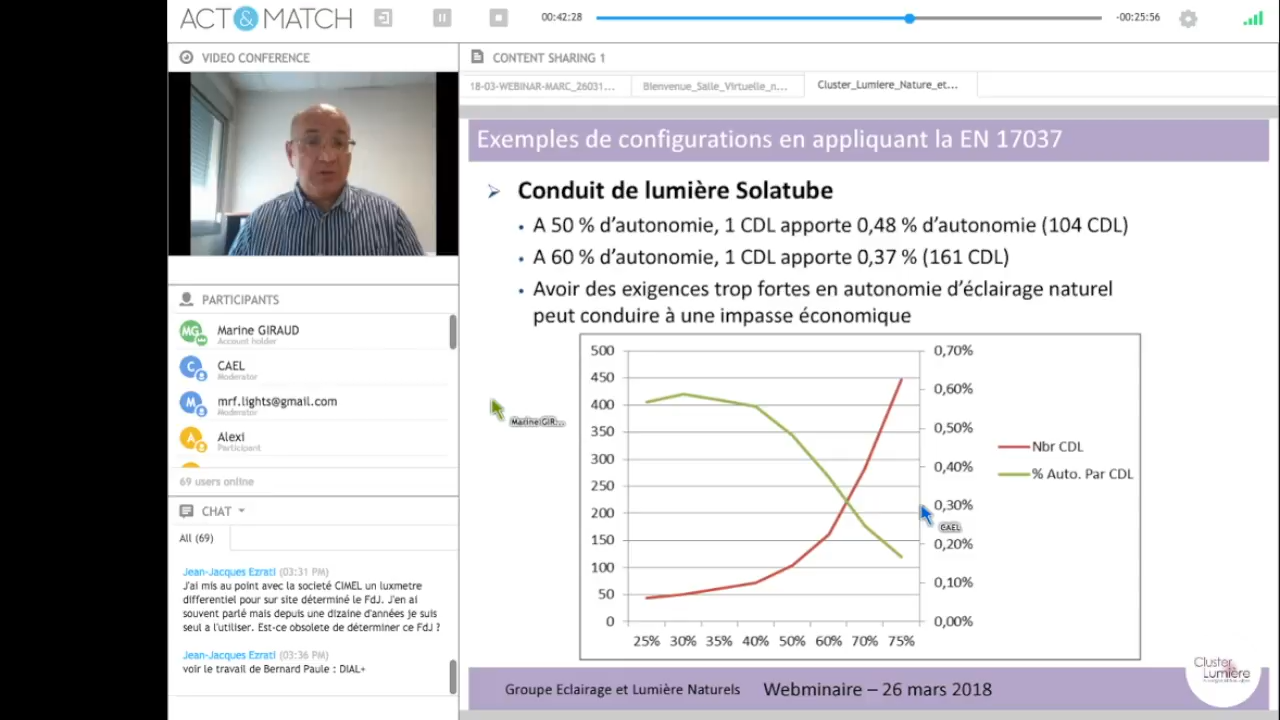 ACT & MATCH
00:42:28
-00:25:56
VIDEO CONFERENCE
PARTICIPANTS
MG
Marine GIRAUD
Account holder
C
CAEL
Moderator
M
mrf.lights@gmail.com
Moderator
A
Alexi
Participant
69 users online
CHAT
All (69)
Jean-Jacques Ezrati (03:31 PM)
J'ai mis au point avec la societé CIMEL un luxmetre
differentiel pour sur site déterminé le FdJ. J'en ai
souvent parlé mais depuis une dizaine d'années je suis
seul a l'utiliser. Est-ce obsolete de déterminer ce FdJ ?
Jean-Jacques Ezrati (03:36 PM)
voir le travail de Bernard Paule : DIAL+
CONTENT SHARING 1
18-03-WEBINAR-MARC_26031...
Bienvenue_Salle_Virtuelle_n...
Cluster_Lumiere_Nature_et...
Exemples de configurations en appliquant la EN 17037
Conduit de lumière Solatube
• A 50 % d'autonomie, 1 CDL apporte 0,48 % d'autonomie (104 CDL)
• A 60 % d'autonomie, 1 CDL apporte 0,37 % (161 CDL)
• Avoir des exigences trop fortes en autonomie d'éclairage naturel
peut conduire à une impasse économique
500 0,70%
450 0,60%
400
350 0,50%
300 0,40%
250
200 0,30%
150 0,20%
100 0,10%
50
0 0,00%
25% 30% 35% 40% 50% 60% 70% 75%
Nbr CDL
% Auto. Par CDL
Marine GIR...
CAEL
Groupe Eclairage et Lumière Naturels
Webminaire – 26 mars 2018
Cluster
Lumière